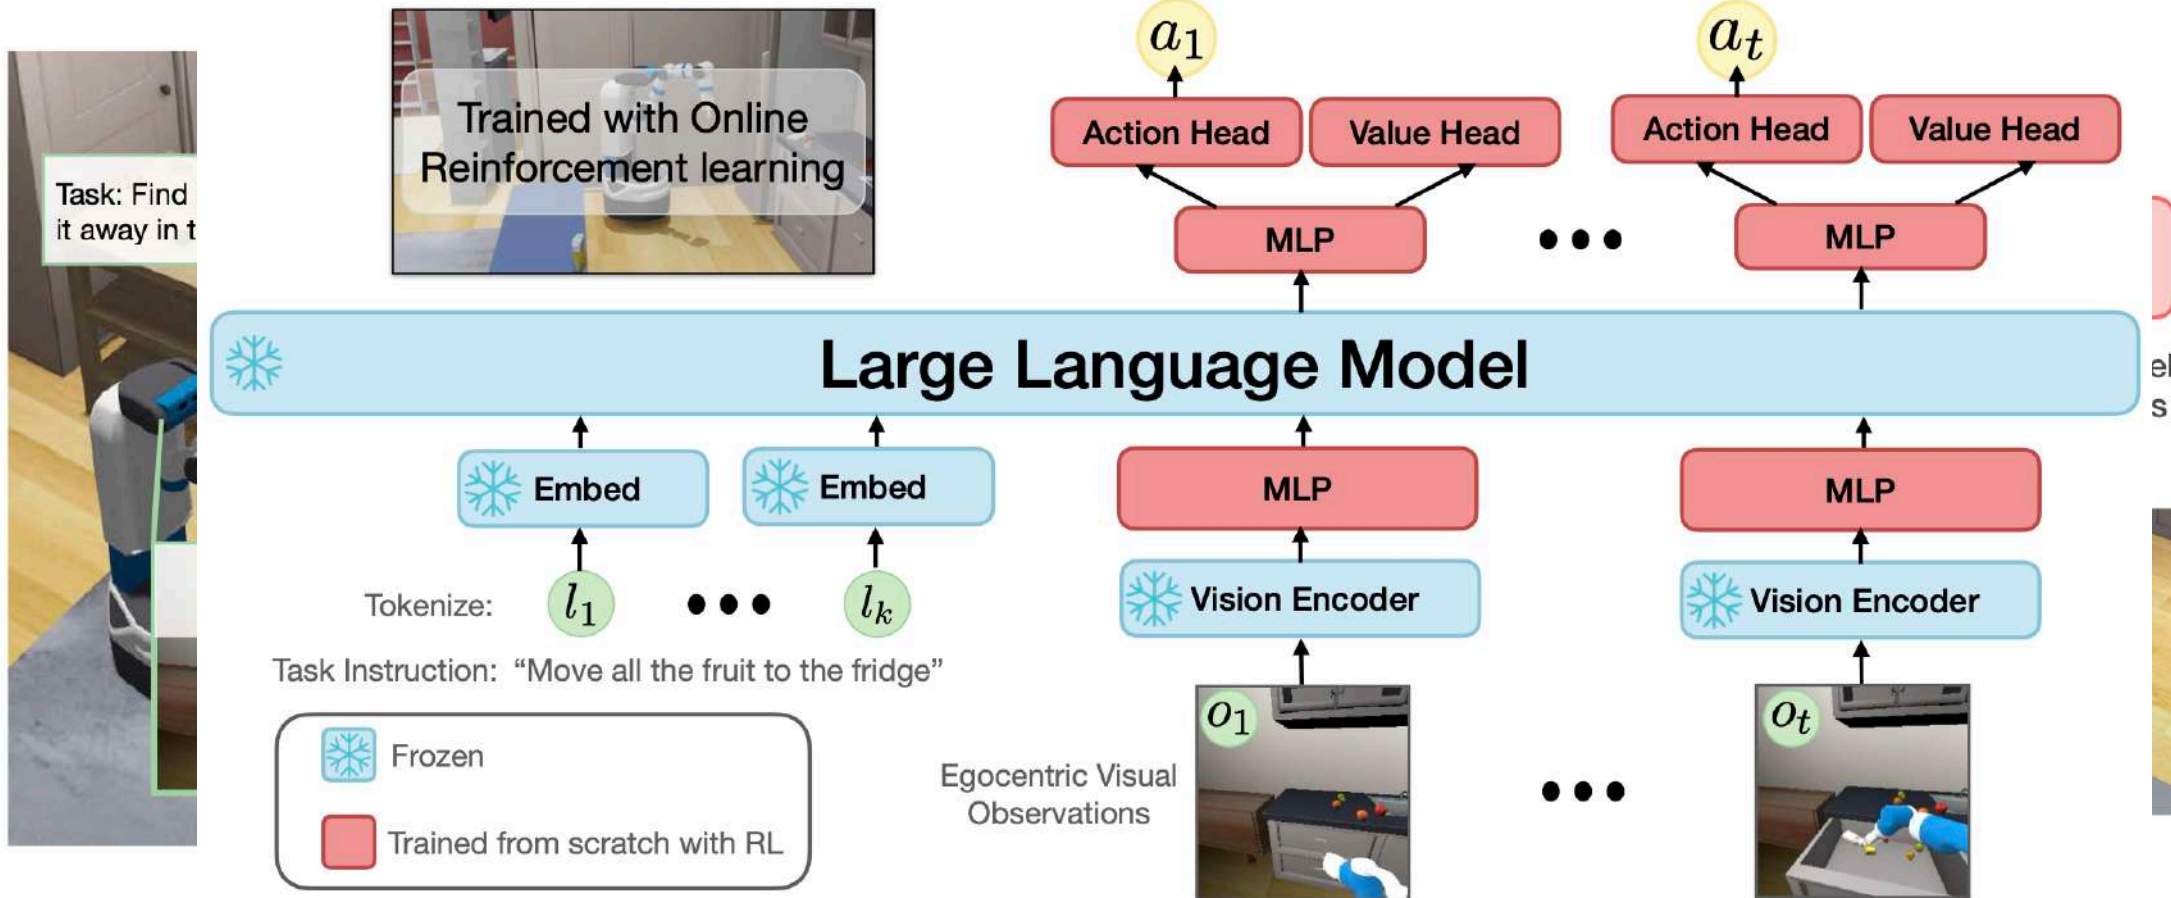 Trained with Online
Reinforcement learning
Task: Find
it away in t
a₁
aₜ
Action Head
Value Head
Action Head
Value Head
MLP
•••
MLP
Large Language Model
Embed
Embed
MLP
MLP
Vision Encoder
Vision Encoder
Tokenize:
l₁
•••
lₖ
Task Instruction: “Move all the fruit to the fridge”
Frozen
Trained from scratch with RL
Egocentric Visual
Observations
o₁
•••
oₜ
el
s